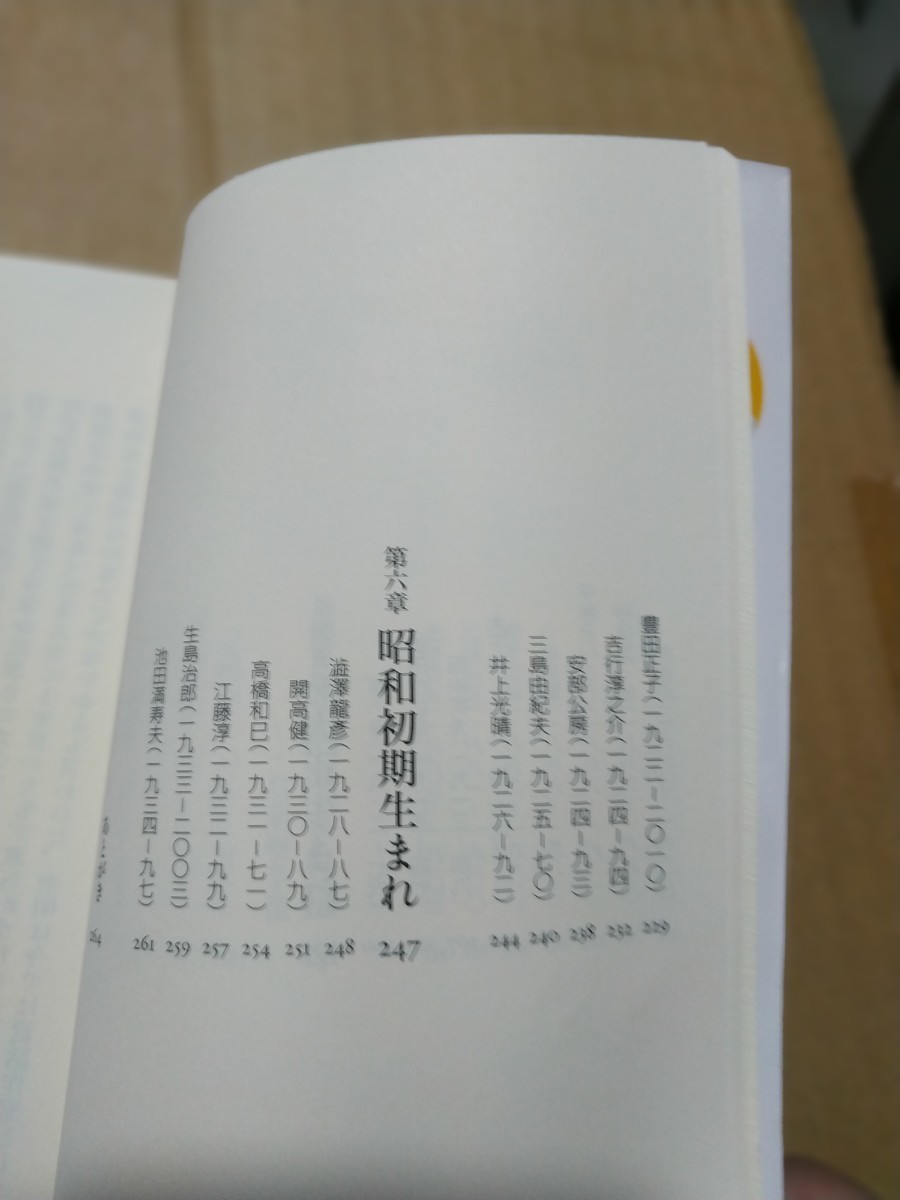 豊田正子(一九二二―二〇一〇) 229
吉行淳之介(一九二四―九四) 232
安部公房(一九二四―九三) 238
三島由紀夫(一九二五―七〇) 240
井上光晴(一九二六―九二) 244
第六章 昭和初期生まれ 247
澁澤龍彥(一九二八―八七) 248
開高健(一九三〇―八九) 251
高橋和巳(一九三一―七一) 254
江藤淳(一九三二―九九) 257
生島治郎(一九三三―二〇〇三) 259
池田満寿夫(一九三四―九七) 261
あとがき 264